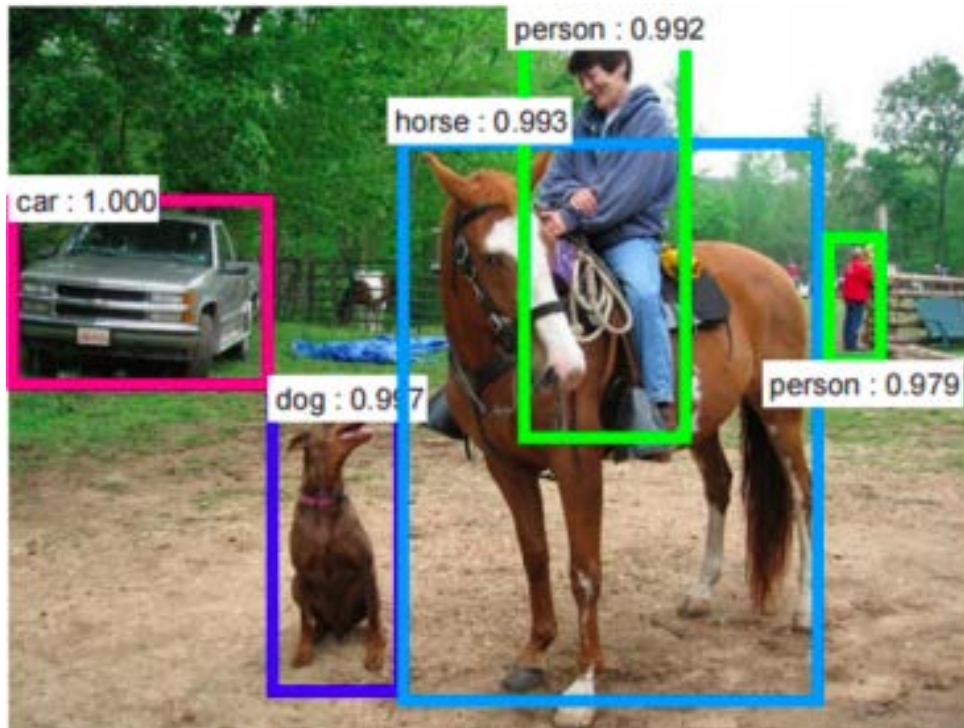 person : 0.992
horse : 0.993
car : 1.000
person : 0.979
dog : 0.997